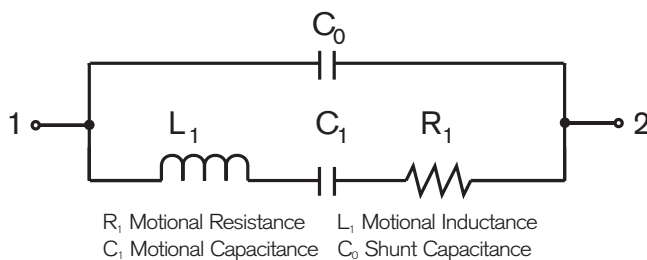 C₀
1 L₁ C₁ R₁ 2
R₁ Motional Resistance L₁ Motional Inductance
C₁ Motional Capacitance C₀ Shunt Capacitance